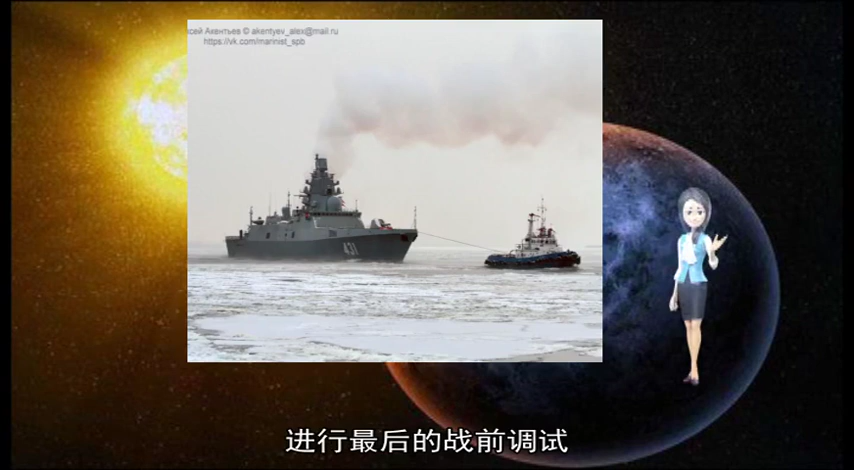 сей Акентьев © akentyev_alex@mail.ru
https://vk.com/marinist_spb
431
进行最后的战前调试